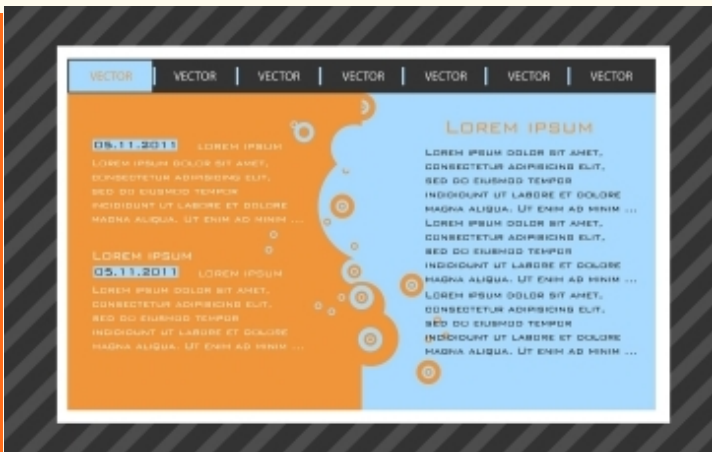 VECTOR VECTOR VECTOR VECTOR VECTOR VECTOR VECTOR
05.11.2011 LOREM IPSUM
LOREM IPSUM DOLOR SIT AMET,
CONSECTETUR ADIPISICING ELIT,
SED DO EIUSMOD TEMPOR
INCIDIDUNT UT LABORE ET DOLORE
MAGNA ALIQUA. UT ENIM AD MINIM ...
LOREM IPSUM
05.11.2011 LOREM IPSUM
LOREM IPSUM DOLOR SIT AMET,
CONSECTETUR ADIPISICING ELIT,
SED DO EIUSMOD TEMPOR
INCIDIDUNT UT LABORE ET DOLORE
MAGNA ALIQUA. UT ENIM AD MINIM ...
LOREM IPSUM
LOREM IPSUM DOLOR SIT AMET,
CONSECTETUR ADIPISICING ELIT,
SED DO EIUSMOD TEMPOR
INCIDIDUNT UT LABORE ET DOLORE
MAGNA ALIQUA. UT ENIM AD MINIM ...
LOREM IPSUM DOLOR SIT AMET,
CONSECTETUR ADIPISICING ELIT,
SED DO EIUSMOD TEMPOR
INCIDIDUNT UT LABORE ET DOLORE
MAGNA ALIQUA. UT ENIM AD MINIM ...
LOREM IPSUM DOLOR SIT AMET,
CONSECTETUR ADIPISICING ELIT,
SED DO EIUSMOD TEMPOR
INCIDIDUNT UT LABORE ET DOLORE
MAGNA ALIQUA. UT ENIM AD MINIM ...